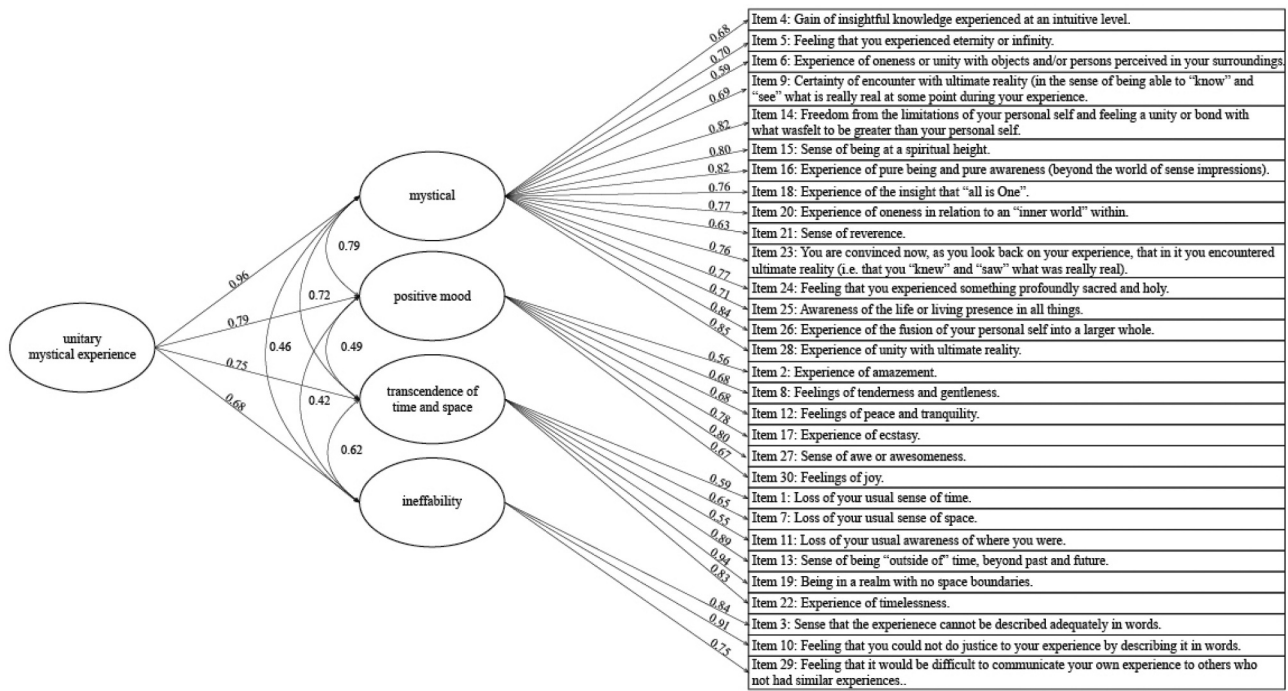 Item 4: Gain of insightful knowledge experienced at an intuitive level.
Item 5: Feeling that you experienced eternity or infinity.
Item 6: Experience of oneness or unity with objects and/or persons perceived in your surroundings.
Item 9: Certainty of encounter with ultimate reality (in the sense of being able to “know” and
“see” what is really real at some point during your experience.
Item 14: Freedom from the limitations of your personal self and feeling a unity or bond with
what wasfelt to be greater than your personal self.
Item 15: Sense of being at a spiritual height.
Item 16: Experience of pure being and pure awareness (beyond the world of sense impressions).
Item 18: Experience of the insight that “all is One”.
Item 20: Experience of oneness in relation to an “inner world” within.
Item 21: Sense of reverence.
Item 23: You are convinced now, as you look back on your experience, that in it you encountered
ultimate reality (i.e. that you “knew” and “saw” what was really real).
Item 24: Feeling that you experienced something profoundly sacred and holy.
Item 25: Awareness of the life or living presence in all things.
Item 26: Experience of the fusion of your personal self into a larger whole.
Item 28: Experience of unity with ultimate reality.
Item 2: Experience of amazement.
Item 8: Feelings of tenderness and gentleness.
Item 12: Feelings of peace and tranquility.
Item 17: Experience of ecstasy.
Item 27: Sense of awe or awesomeness.
Item 30: Feelings of joy.
Item 1: Loss of your usual sense of time.
Item 7: Loss of your usual sense of space.
Item 11: Loss of your usual awareness of where you were.
Item 13: Sense of being “outside of” time, beyond past and future.
Item 19: Being in a realm with no space boundaries.
Item 22: Experience of timelessness.
Item 3: Sense that the experienece cannot be described adequately in words.
Item 10: Feeling that you could not do justice to your experience by describing it in words.
Item 29: Feeling that it would be difficult to communicate your own experience to others who
not had similar experiences..
unitary
mystical experience
mystical
positive mood
transcendence of
time and space
ineffability
0.96
0.79
0.75
0.68
0.79
0.72
0.46
0.49
0.42
0.62
0.68
0.70
0.59
0.69
0.82
0.80
0.82
0.76
0.77
0.63
0.76
0.77
0.71
0.84
0.85
0.56
0.68
0.68
0.78
0.80
0.67
0.59
0.65
0.55
0.89
0.94
0.83
0.84
0.91
0.75